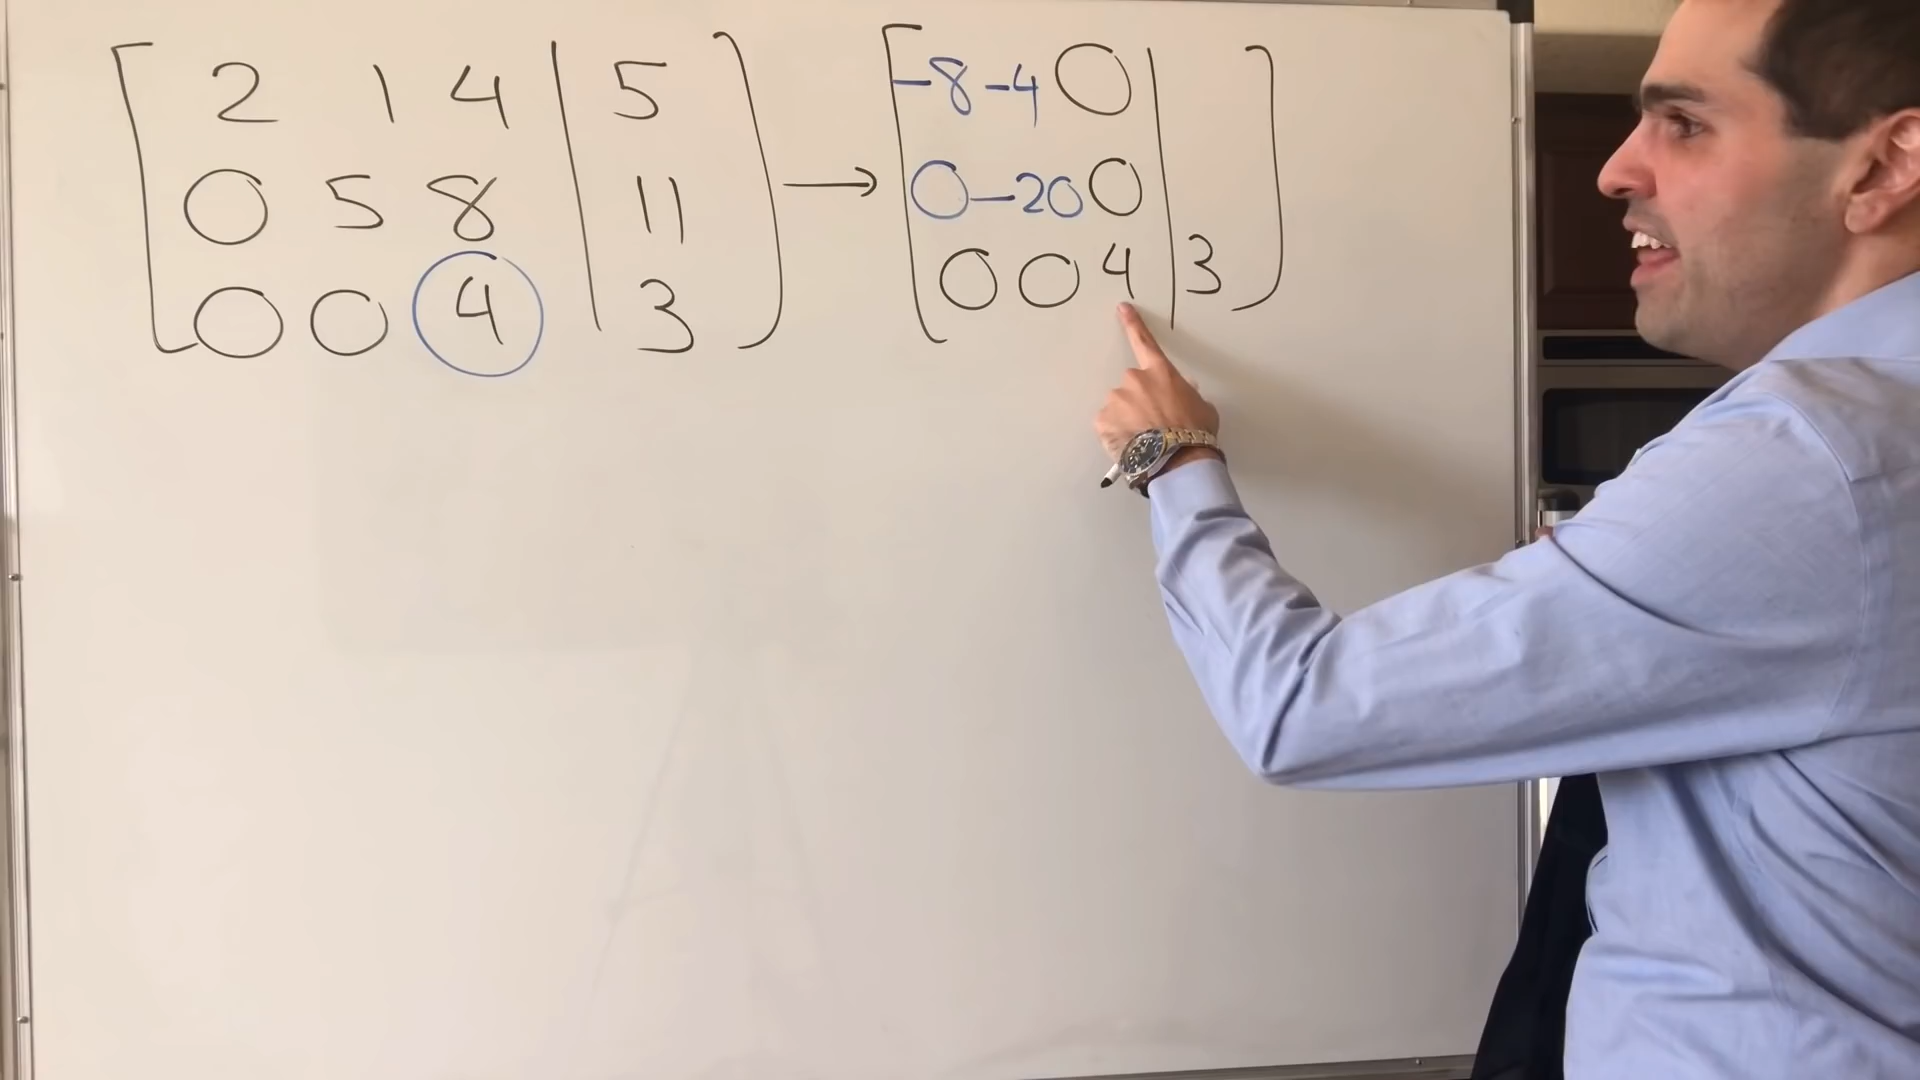 2 1 4 | 5
0 5 8 | 11
0 0 4 | 3
→
-8 -4 0 |
0 -20 0 |
0 0 4 | 3